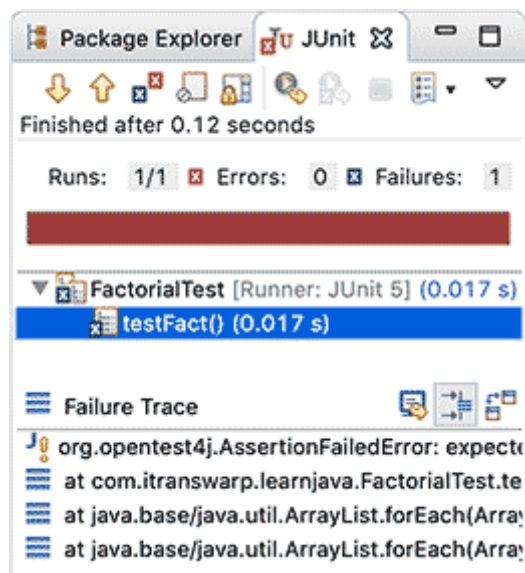 Package Explorer JUnit
Finished after 0.12 seconds
Runs: 1/1 Errors: 0 Failures: 1
FactorialTest [Runner: JUnit 5] (0.017 s)
testFact() (0.017 s)
Failure Trace
org.opentest4j.AssertionFailedError: expecte
at com.itranswarp.learnjava.FactorialTest.te
at java.base/java.util.ArrayList.forEach(Array
at java.base/java.util.ArrayList.forEach(Array